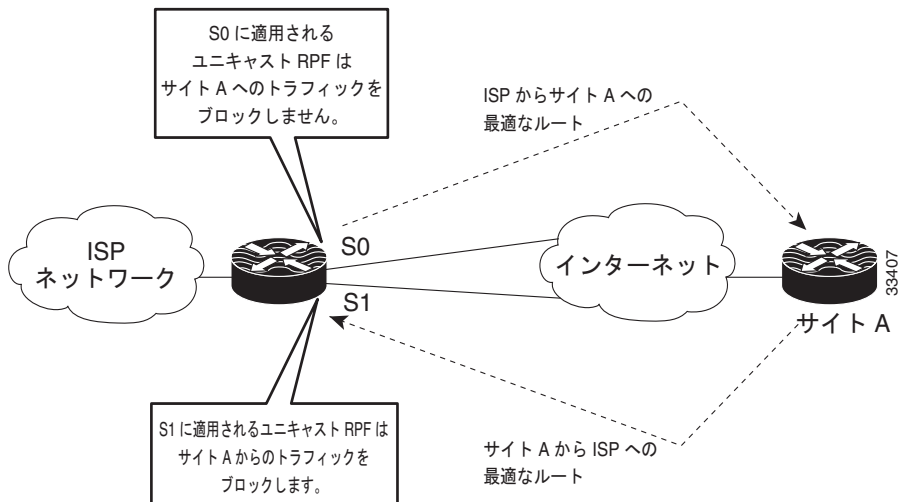 S0 に適用される
ユニキャスト RPF は
サイト A へのトラフィックを
ブロックしません。
ISP からサイト A への
最適なルート
ISP
ネットワーク
S0
S1
インターネット
サイト A
33407
S1 に適用されるユニキャスト RPF は
サイト A からのトラフィックを
ブロックします。
サイト A から ISP への
最適なルート